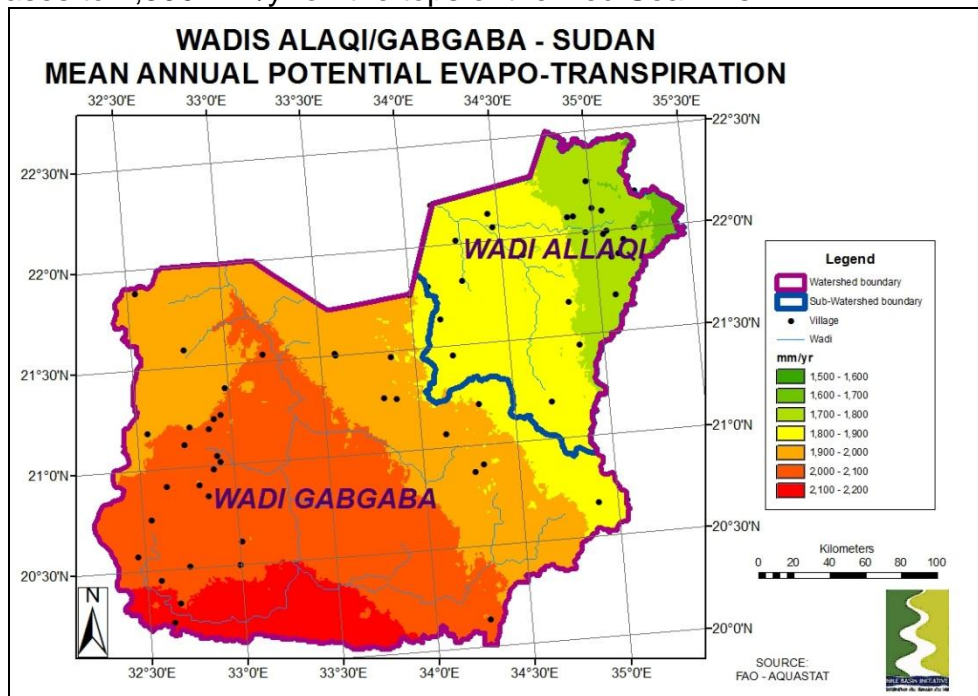 WADIS ALAQI/GABGABA - SUDAN
MEAN ANNUAL POTENTIAL EVAPO-TRANSPIRATION
32°30'E 33°0'E 33°30'E 34°0'E 34°30'E 35°0'E 35°30'E
22°30'N
22°30'N
22°0'N
22°0'N
21°30'N
21°30'N
21°0'N
21°0'N
20°30'N
20°30'N
20°0'N
WADI ALLAQI
WADI GABGABA
Legend
Watershed boundary
Sub-Watershed boundary
Village
Wadi
mm/yr
1,500 - 1,600
1,600 - 1,700
1,700 - 1,800
1,800 - 1,900
1,900 - 2,000
2,000 - 2,100
2,100 - 2,200
Kilometers
0 20 40 60 80 100
N
32°30'E 33°0'E 33°30'E 34°0'E 34°30'E 35°0'E
SOURCE:
FAO - AQUASTAT
NILE BASIN INITIATIVE